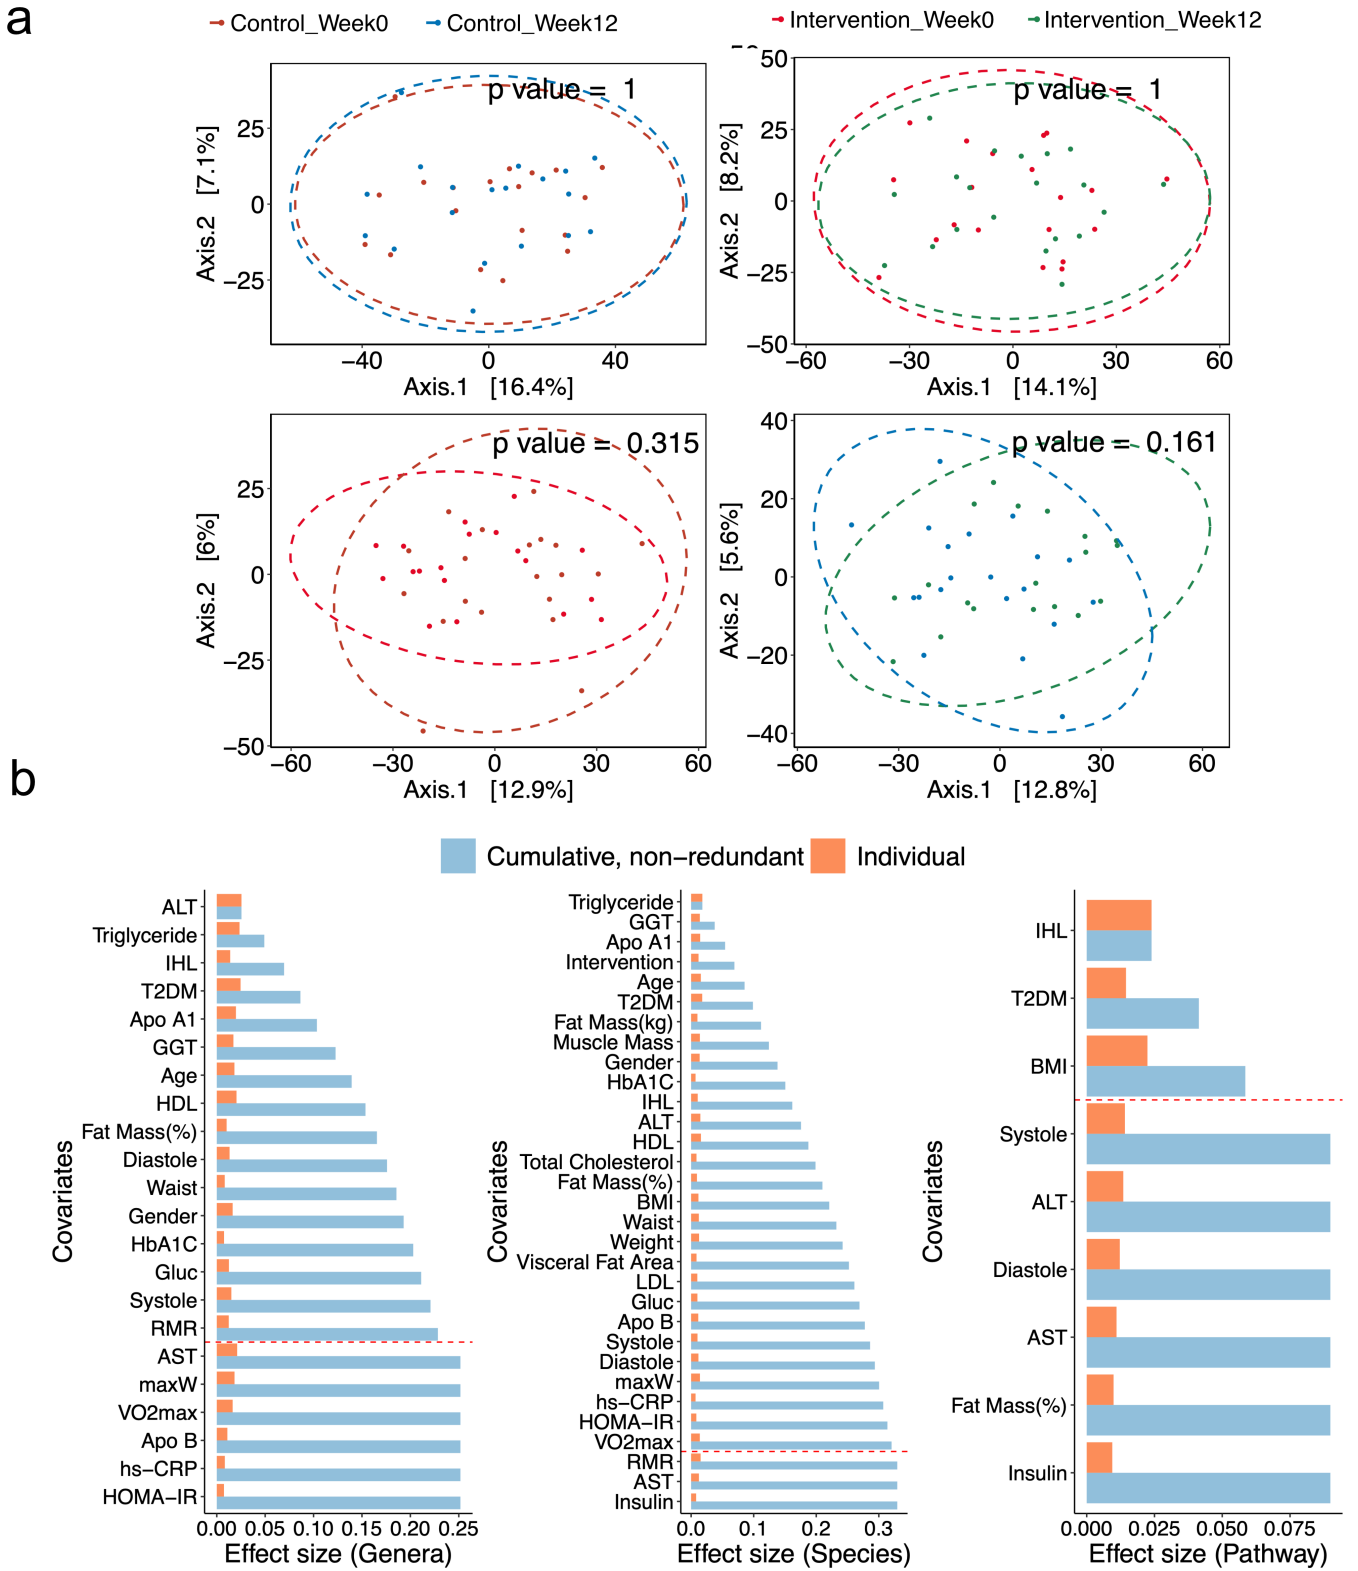 a
Control_Week0 Control_Week12
Intervention_Week0 Intervention_Week12
p value = 1
25
0
−25
Axis.2 [7.1%]
−40 0 40
Axis.1 [16.4%]
p value = 1
50
25
0
−25
−50
Axis.2 [8.2%]
−60 −30 0 30 60
Axis.1 [14.1%]
p value = 0.315
25
0
−25
−50
Axis.2 [6%]
−60 −30 0 30 60
Axis.1 [12.9%]
p value = 0.161
40
20
0
−20
−40
Axis.2 [5.6%]
−60 −30 0 30 60
Axis.1 [12.8%]
b
Cumulative, non−redundant Individual
Covariates
ALT
Triglyceride
IHL
T2DM
Apo A1
GGT
Age
HDL
Fat Mass(%)
Diastole
Waist
Gender
HbA1C
Gluc
Systole
RMR
AST
maxW
VO2max
Apo B
hs−CRP
HOMA−IR
0.00 0.05 0.10 0.15 0.20 0.25
Effect size (Genera)
Covariates
Triglyceride
GGT
Apo A1
Intervention
Age
T2DM
Fat Mass(kg)
Muscle Mass
Gender
HbA1C
IHL
ALT
HDL
Total Cholesterol
Fat Mass(%)
BMI
Waist
Weight
Visceral Fat Area
LDL
Gluc
Apo B
Systole
Diastole
maxW
hs−CRP
HOMA−IR
VO2max
RMR
AST
Insulin
0.0 0.1 0.2 0.3
Effect size (Species)
Covariates
IHL
T2DM
BMI
Systole
ALT
Diastole
AST
Fat Mass(%)
Insulin
0.000 0.025 0.050 0.075
Effect size (Pathway)